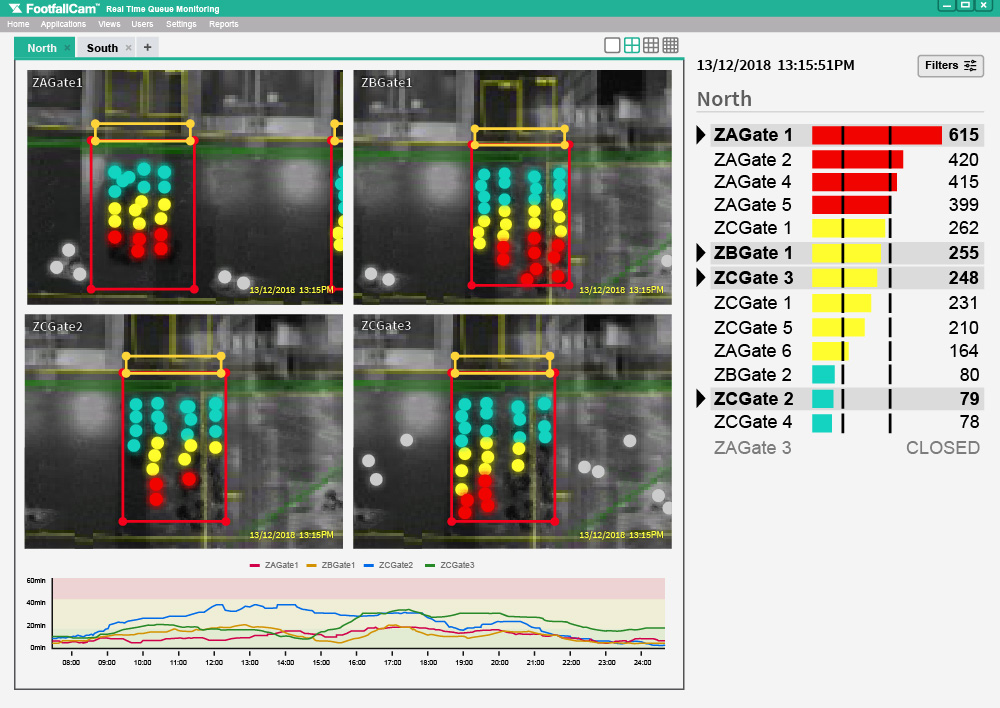 FootfallCam™ Real Time Queue Monitoring
Home Applications Views Users Settings Reports
North × South × +
13/12/2018 13:15:51PM
Filters
North
ZAGate1
13/12/2018 13:15PM
ZBGate1
13/12/2018 13:15PM
ZCGate2
13/12/2018 13:15PM
ZCGate3
13/12/2018 13:15PM
ZAGate 1 615
ZAGate 2 420
ZAGate 4 415
ZAGate 5 399
ZCGate 1 262
ZBGate 1 255
ZCGate 3 248
ZCGate 1 231
ZCGate 5 210
ZAGate 6 164
ZBGate 2 80
ZCGate 2 79
ZCGate 4 78
ZAGate 3 CLOSED
ZAGate1 ZBGate1 ZCGate2 ZCGate3
60min
40min
20min
0min
08:00 09:00 10:00 11:00 12:00 13:00 14:00 15:00 16:00 17:00 18:00 19:00 20:00 21:00 22:00 23:00 24:00